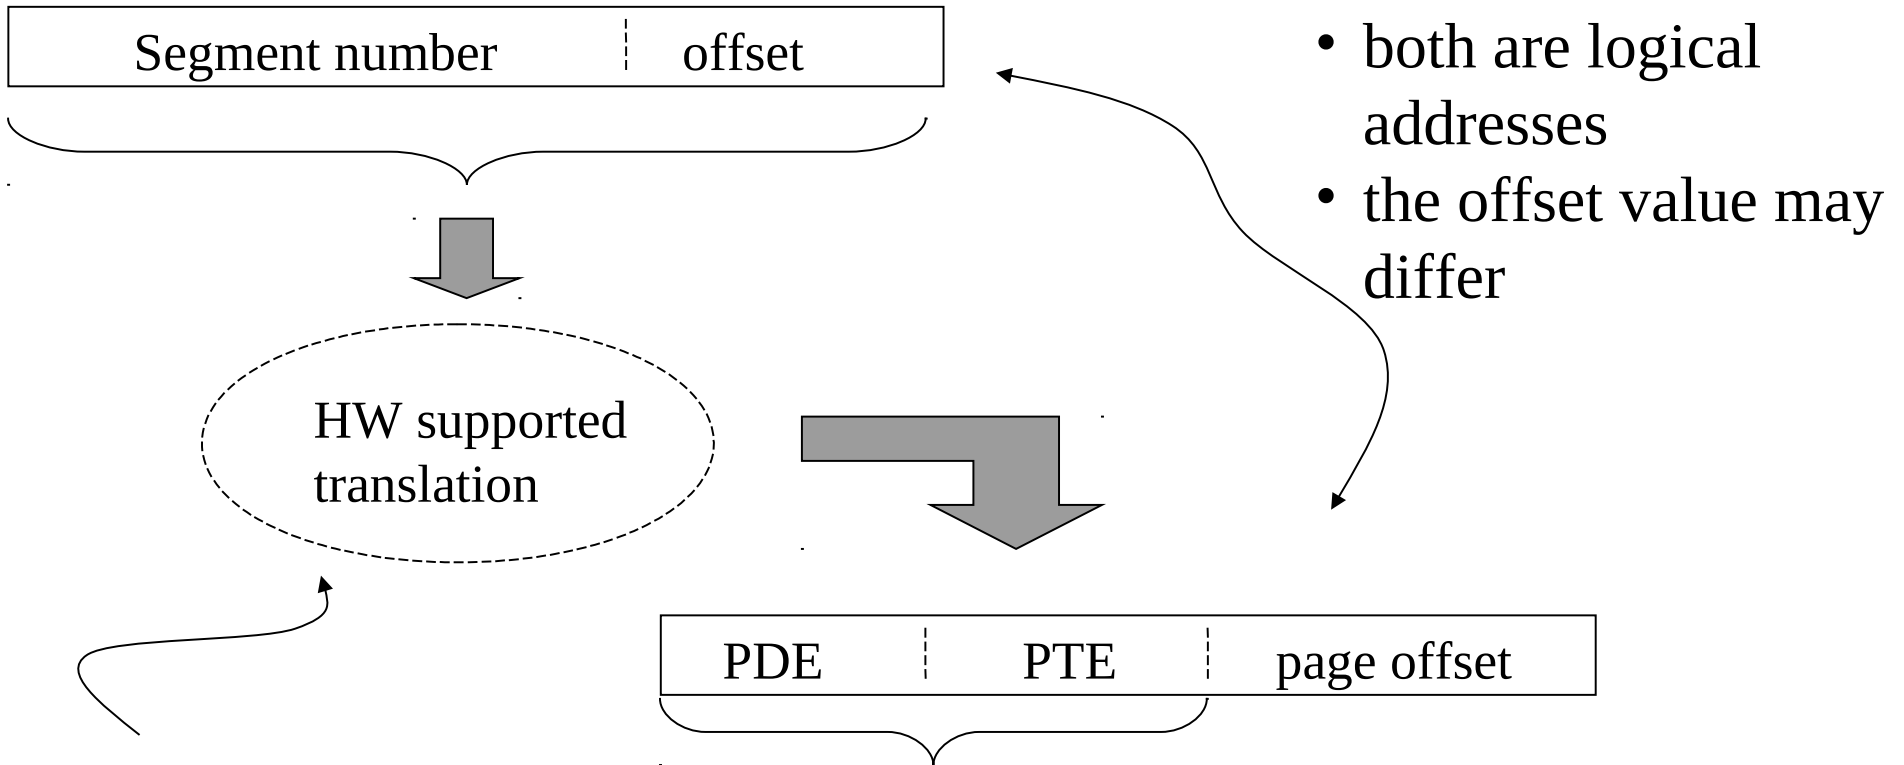 Segment number offset
• both are logical
addresses
• the offset value may
differ
HW supported
translation
PDE PTE page offset